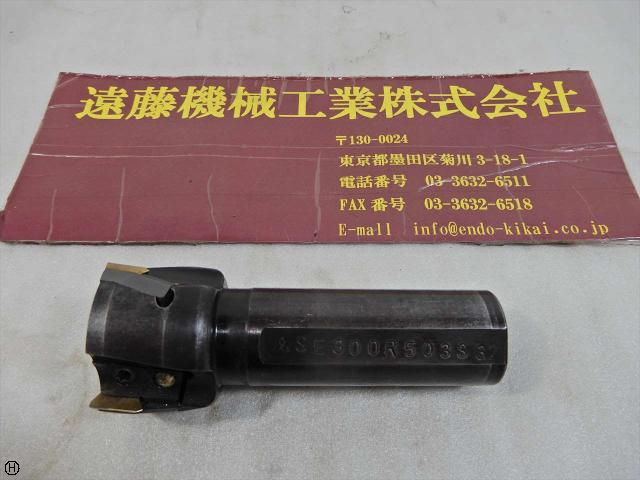 遠藤機械工業株式会社
〒130-0024
東京都墨田区菊川 3-18-1
電話番号 03-3632-6511
FAX 番号 03-3632-6518
E-mall info@endo-kikai.co.jp
ASE300R503S32
H